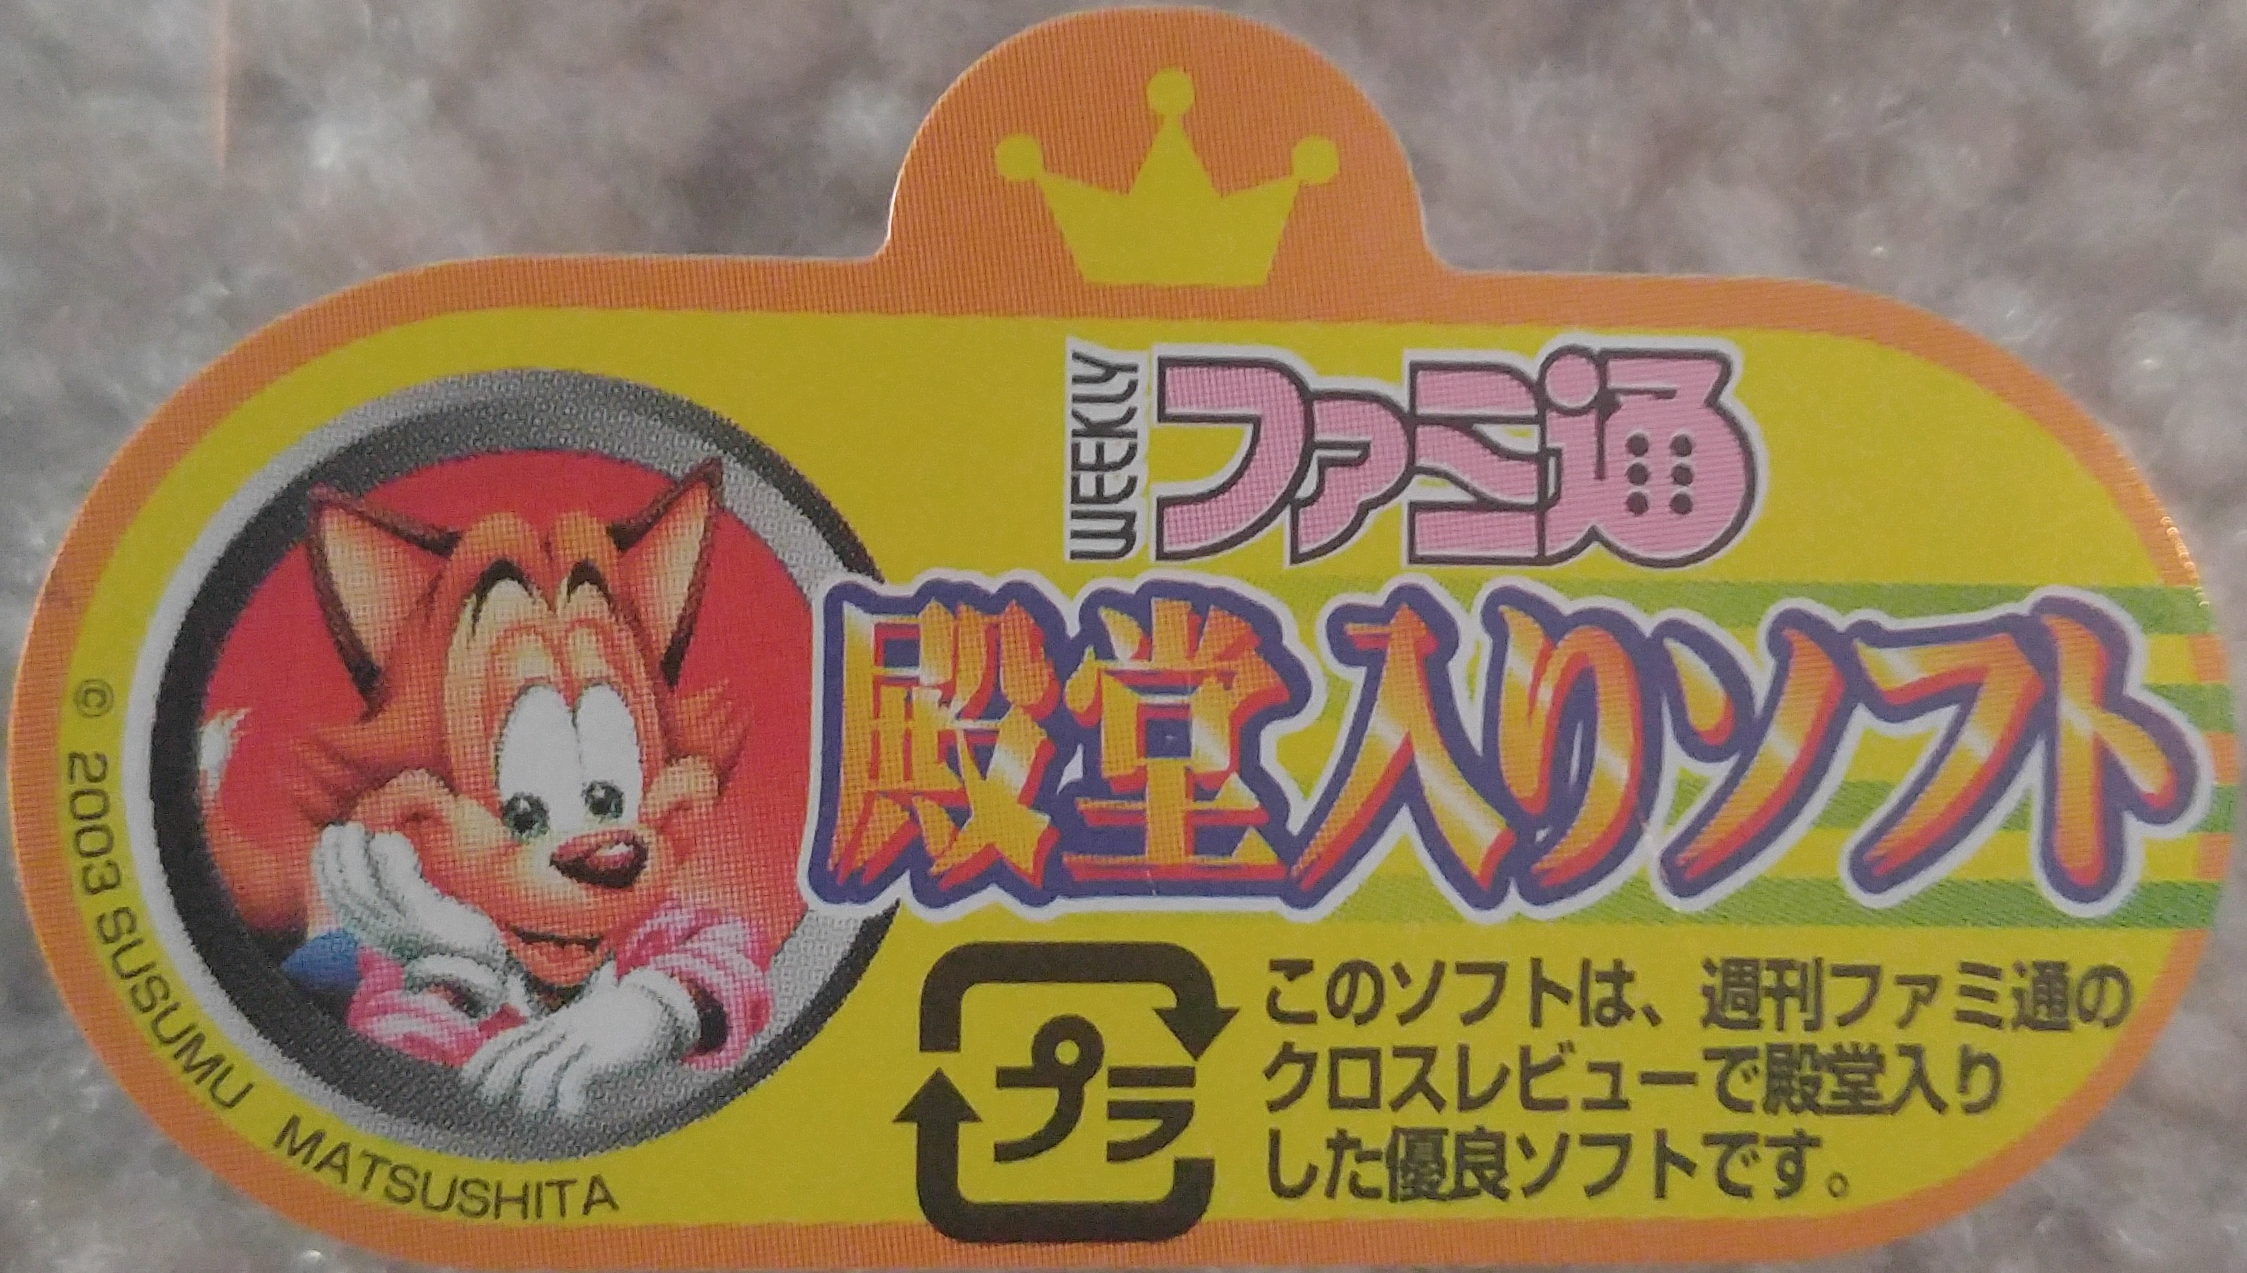 WEEKLY ファミ通
殿堂入りソフト
プラ
このソフトは、週刊ファミ通の
クロスレビューで殿堂入り
した優良ソフトです。
© 2003 SUSUMU MATSUSHITA